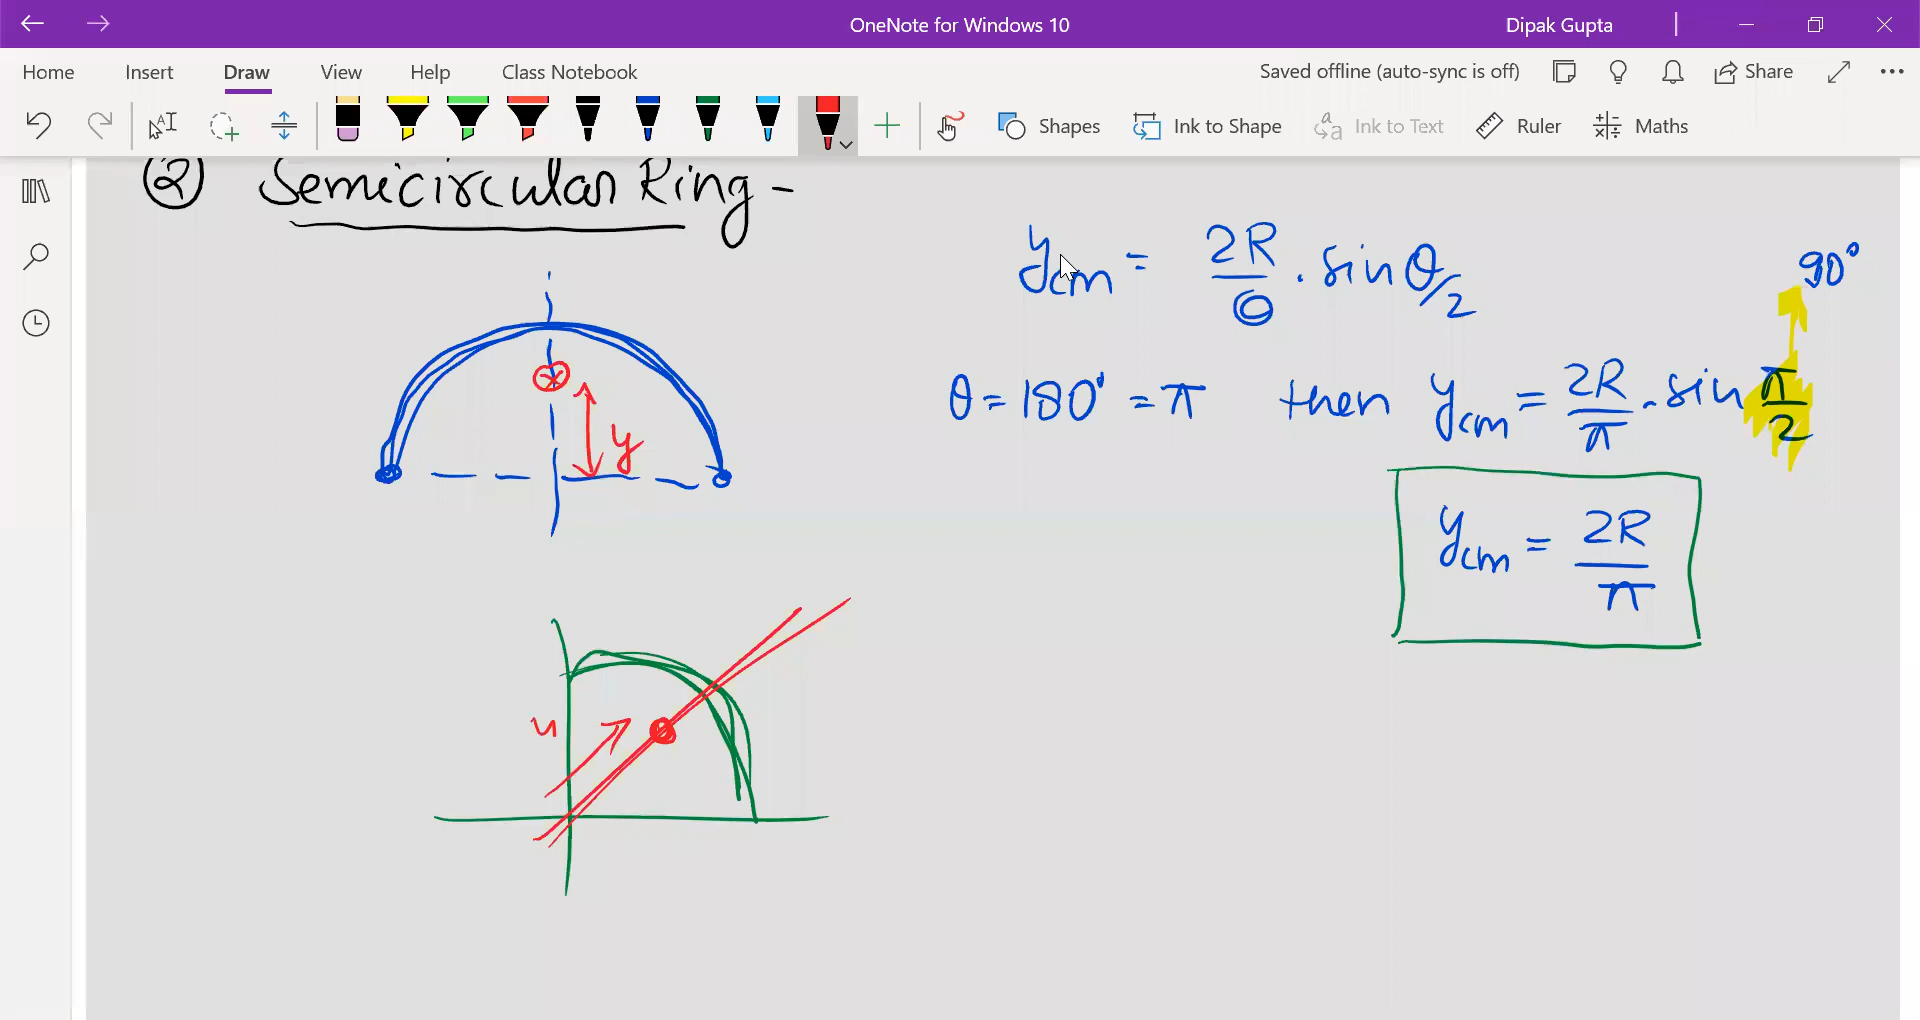 OneNote for Windows 10
Dipak Gupta
Home Insert Draw View Help Class Notebook
Saved offline (auto-sync is off) Share
Shapes Ink to Shape Ink to Text Ruler Maths
② Semicircular Ring -
ycm = 2R/θ . sin θ/2
90°
θ = 180° = π then ycm = 2R/π . sin π/2
y
ycm = 2R/π